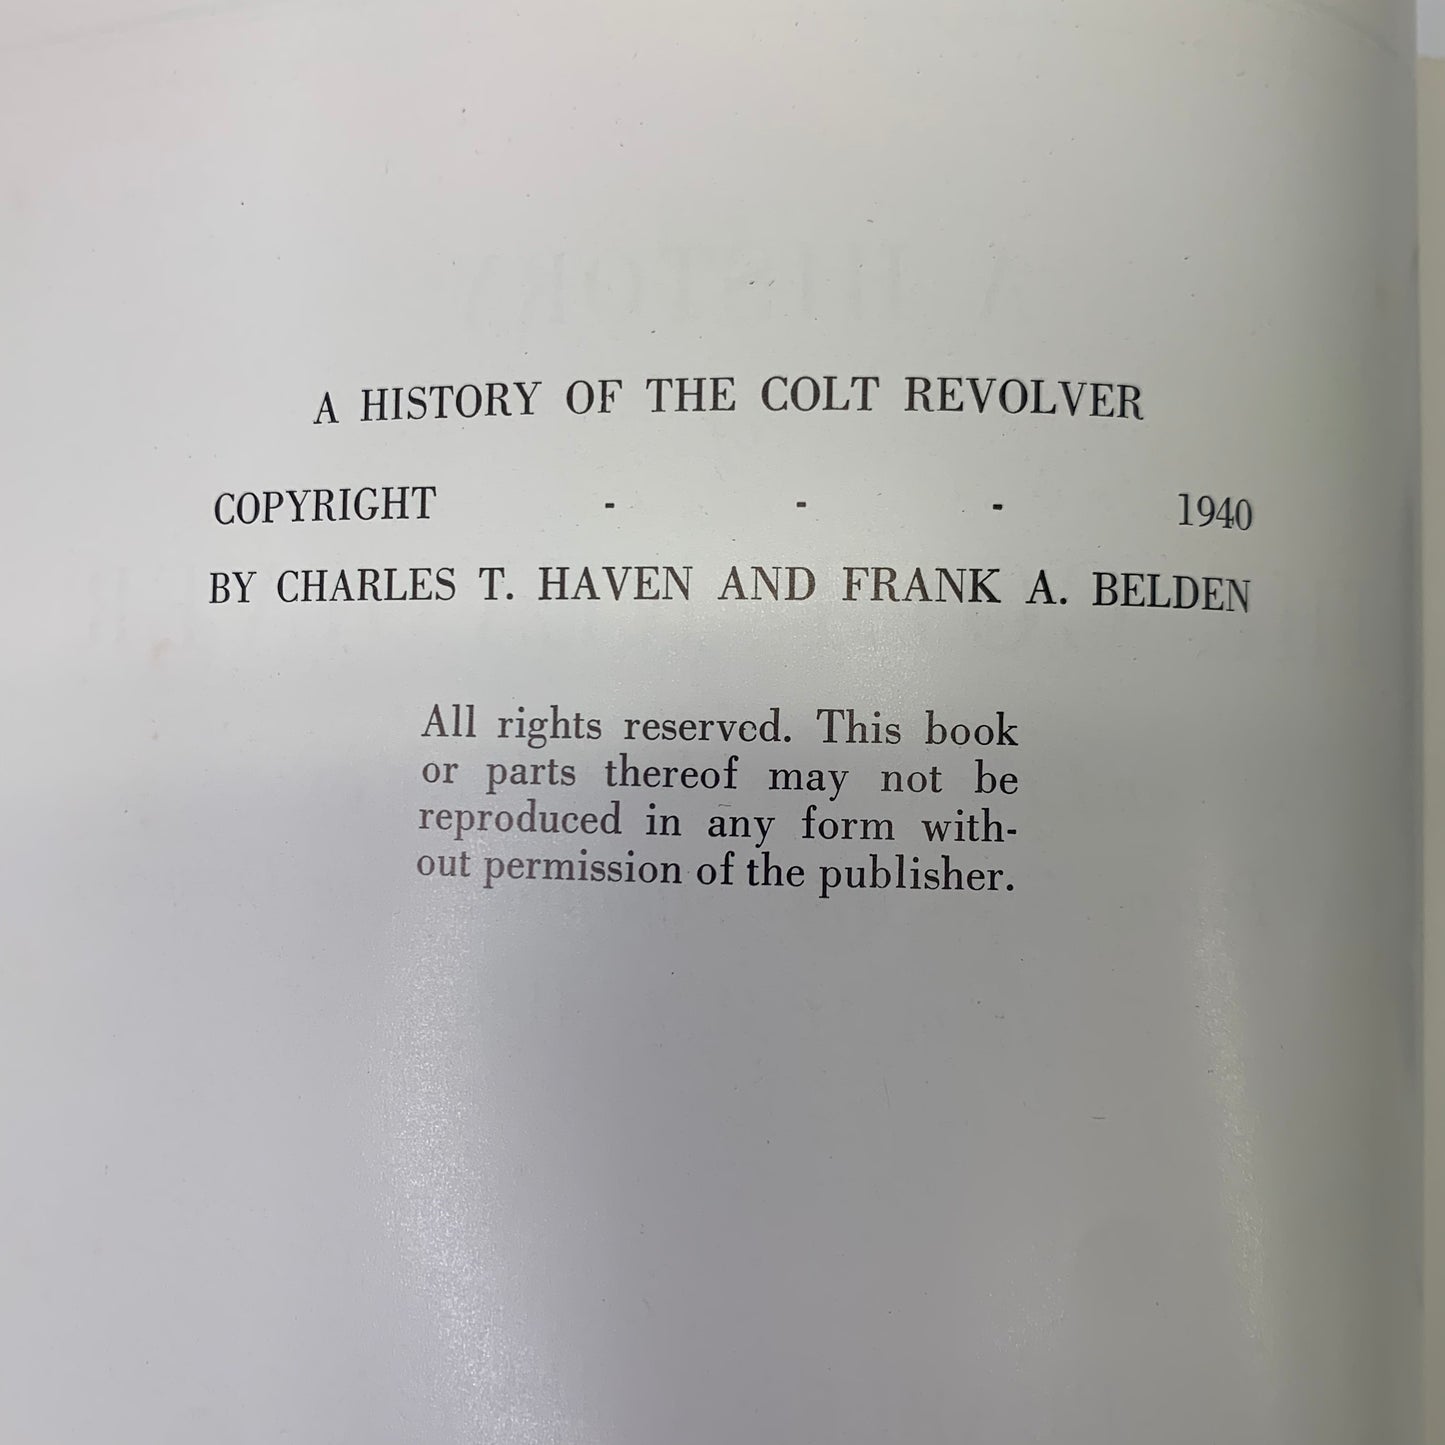 A HISTORY OF THE COLT REVOLVER
COPYRIGHT - - - 1940
BY CHARLES T. HAVEN AND FRANK A. BELDEN
All rights reserved. This book
or parts thereof may not be
reproduced in any form with-
out permission of the publisher.